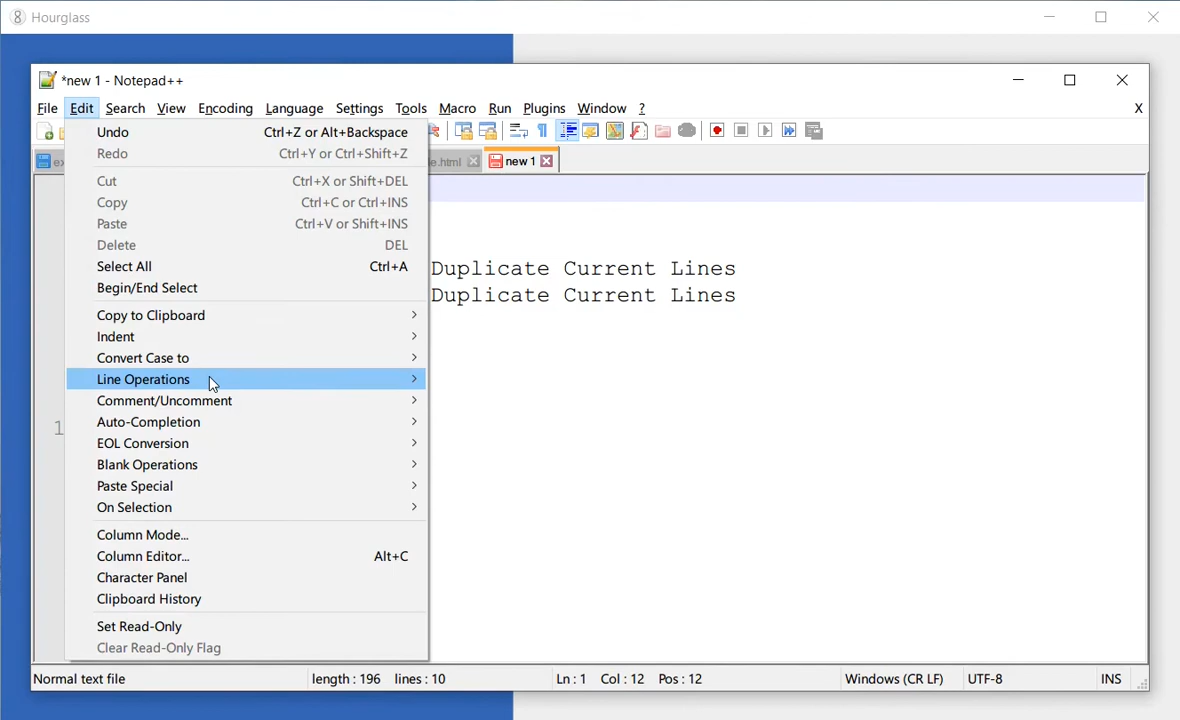 Hourglass
*new 1 - Notepad++
File Edit Search View Encoding Language Settings Tools Macro Run Plugins Window ? X
Undo Ctrl+Z or Alt+Backspace
Redo Ctrl+Y or Ctrl+Shift+Z
new 1
Cut Ctrl+X or Shift+DEL
Copy Ctrl+C or Ctrl+INS
Paste Ctrl+V or Shift+INS
Delete DEL
Select All Ctrl+A
Duplicate Current Lines
Begin/End Select
Duplicate Current Lines
Copy to Clipboard
Indent
Convert Case to
Line Operations
Comment/Uncomment
Auto-Completion
1
EOL Conversion
Blank Operations
Paste Special
On Selection
Column Mode...
Column Editor... Alt+C
Character Panel
Clipboard History
Set Read-Only
Clear Read-Only Flag
Normal text file length : 196 lines : 10 Ln : 1 Col : 12 Pos : 12 Windows (CR LF) UTF-8 INS